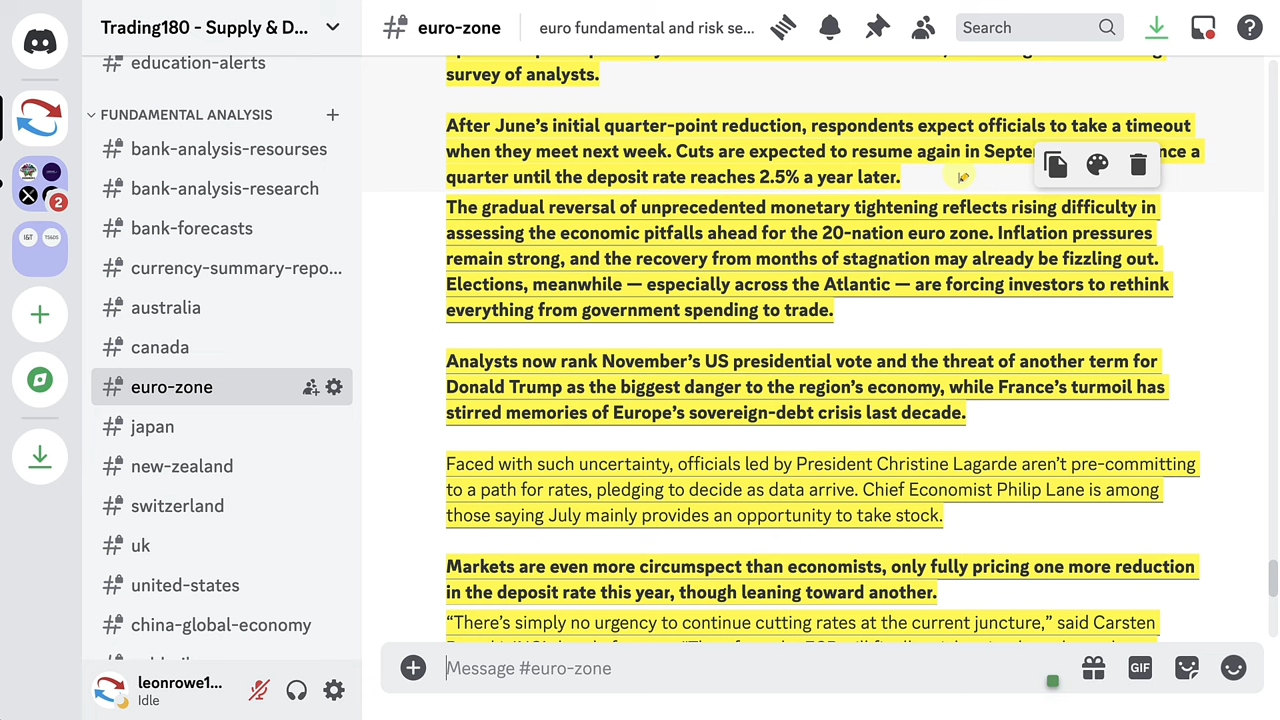 Trading180 - Supply & D...
euro-zone
euro fundamental and risk se...
Search
education-alerts
FUNDAMENTAL ANALYSIS
bank-analysis-resourses
bank-analysis-research
bank-forecasts
currency-summary-repo...
australia
canada
euro-zone
japan
new-zealand
switzerland
uk
united-states
china-global-economy
2
I&T
leonrowe1...
Idle
survey of analysts.
After June's initial quarter-point reduction, respondents expect officials to take a timeout
when they meet next week. Cuts are expected to resume again in Septe nce a
quarter until the deposit rate reaches 2.5% a year later.
The gradual reversal of unprecedented monetary tightening reflects rising difficulty in
assessing the economic pitfalls ahead for the 20-nation euro zone. Inflation pressures
remain strong, and the recovery from months of stagnation may already be fizzling out.
Elections, meanwhile — especially across the Atlantic — are forcing investors to rethink
everything from government spending to trade.
Analysts now rank November's US presidential vote and the threat of another term for
Donald Trump as the biggest danger to the region's economy, while France's turmoil has
stirred memories of Europe's sovereign-debt crisis last decade.
Faced with such uncertainty, officials led by President Christine Lagarde aren't pre-committing
to a path for rates, pledging to decide as data arrive. Chief Economist Philip Lane is among
those saying July mainly provides an opportunity to take stock.
Markets are even more circumspect than economists, only fully pricing one more reduction
in the deposit rate this year, though leaning toward another.
“There's simply no urgency to continue cutting rates at the current juncture,” said Carsten
Message #euro-zone
GIF